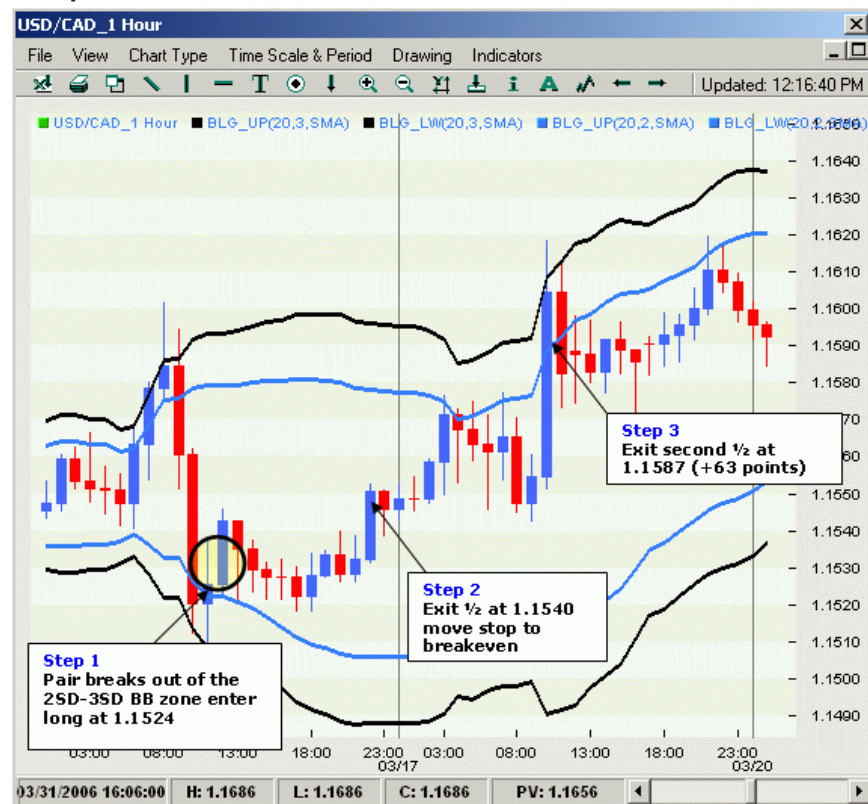 USD/CAD_1 Hour
File View Chart Type Time Scale & Period Drawing Indicators
Updated: 12:16:40 PM
USD/CAD_1 Hour BLG_UP(20,3,SMA) BLG_LW(20,3,SMA) BLG_UP(20,2,SMA) BLG_LW(20,2,SMA)
1.1640
1.1630
1.1620
1.1610
1.1600
1.1590
1.1580
70
Step 3
Exit second ½ at
1.1587 (+63 points)
60
1.1550
1.1540
1.1530
Step 2
Exit ½ at 1.1540
move stop to
breakeven
1.1520
1.1510
Step 1
Pair breaks out of the
2SD-3SD BB zone enter
long at 1.1524
1.1500
1.1490
03:00 08:00 13:00 18:00 23:00 03:00 08:00 13:00 18:00 23:00
03/17 03/20
03/31/2006 16:06:00 H: 1.1686 L: 1.1686 C: 1.1686 PV: 1.1656